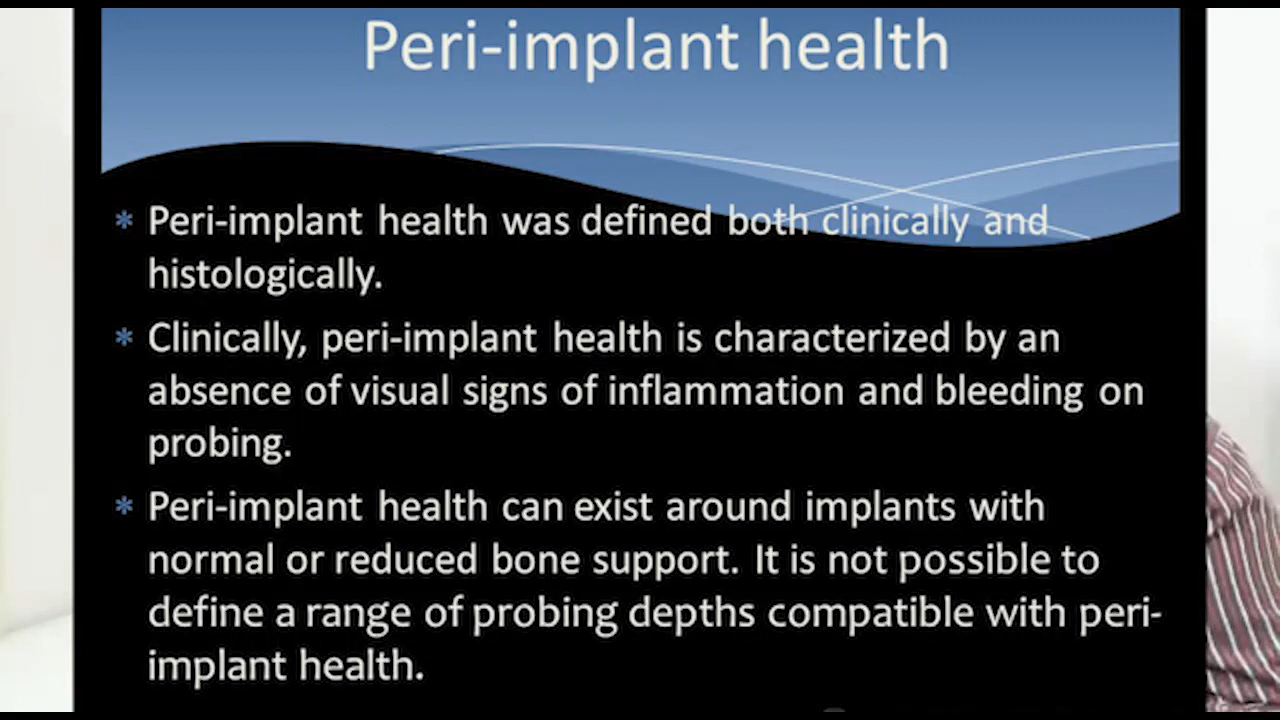 Peri-implant health
* Peri-implant health was defined both clinically and
histologically.
* Clinically, peri-implant health is characterized by an
absence of visual signs of inflammation and bleeding on
probing.
* Peri-implant health can exist around implants with
normal or reduced bone support. It is not possible to
define a range of probing depths compatible with peri-
implant health.